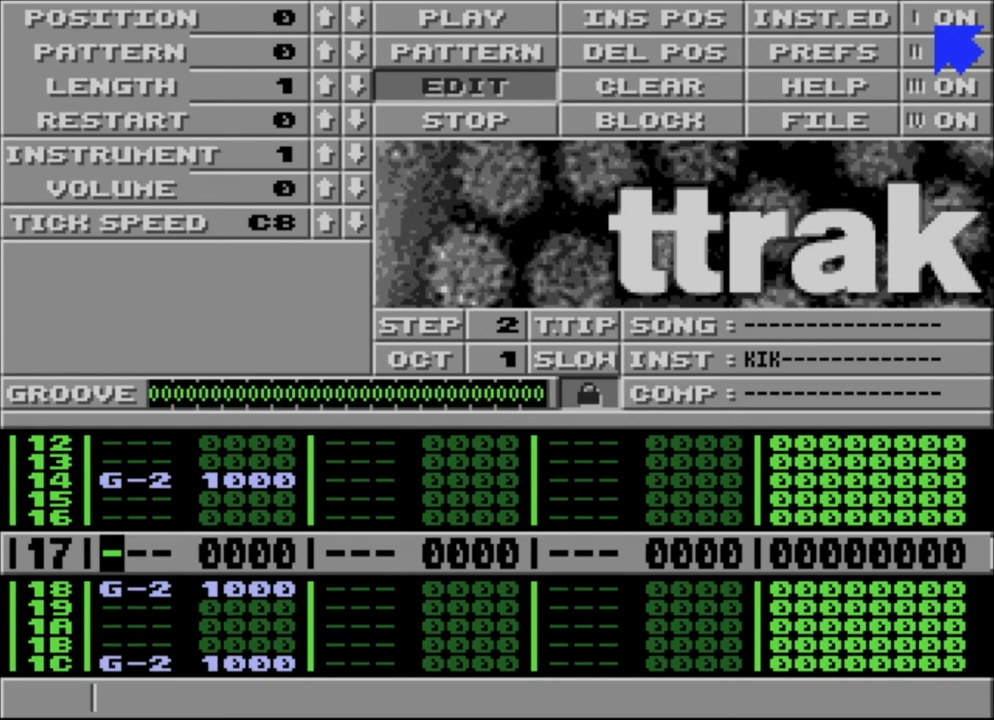 POSITION 0 PLAY INS POS INST.ED I ON
PATTERN 0 PATTERN DEL POS PREFS II
LENGTH 1 EDIT CLEAR HELP III ON
RESTART 0 STOP BLOCK FILE IV ON
INSTRUMENT 1
VOLUME 0
TICK SPEED C8
ttrak
STEP 2 T.TIP SONG : ----------------
OCT 1 SLOW INST : KIK-------------
GROOVE 00000000000000000000000000000000 COMP : ----------------
12 --- 0000 --- 0000 --- 0000 00000000
13 --- 0000 --- 0000 --- 0000 00000000
14 G-2 1000 --- 0000 --- 0000 00000000
15 --- 0000 --- 0000 --- 0000 00000000
16 --- 0000 --- 0000 --- 0000 00000000
17 --- 0000 --- 0000 --- 0000 00000000
18 G-2 1000 --- 0000 --- 0000 00000000
19 --- 0000 --- 0000 --- 0000 00000000
1A --- 0000 --- 0000 --- 0000 00000000
1B --- 0000 --- 0000 --- 0000 00000000
1C G-2 1000 --- 0000 --- 0000 00000000